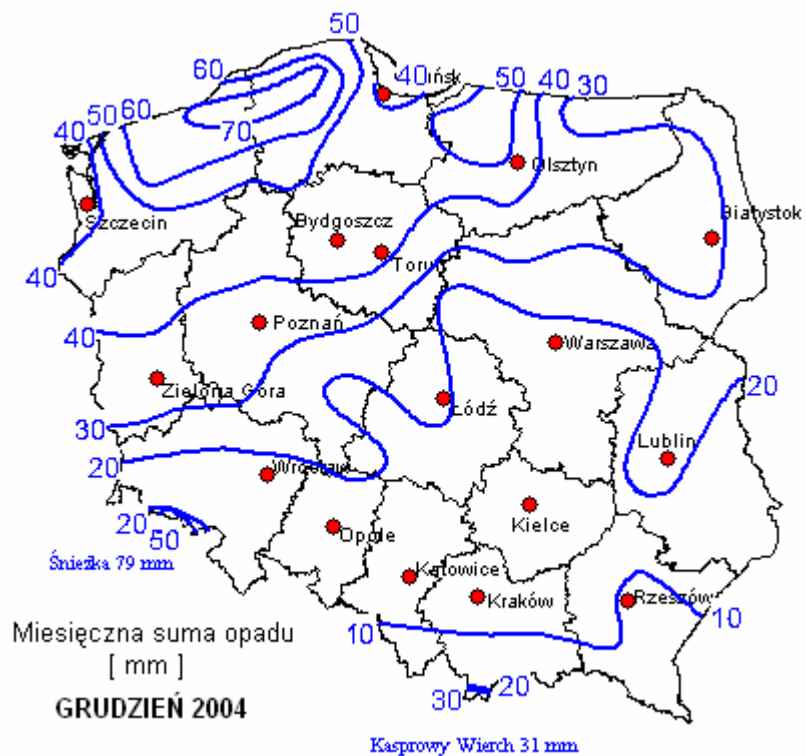 50
60
40 ińsk
50 40 30
40 50 60
70
Olsztyn
Szczecin
Białystok
Bydgoszcz
Toru
40
40
Poznań
Warszawa
Zielona Góra
20
Łódź
30
20
Lublin
Wrocław
20
50
Kielce
Opole
Śnieżka 79 mm
Katowice
Kraków
Rzeszów
10
10
Miesięczna suma opadu
[ mm ]
30 20
GRUDZIEŃ 2004
Kasprowy Wierch 31 mm